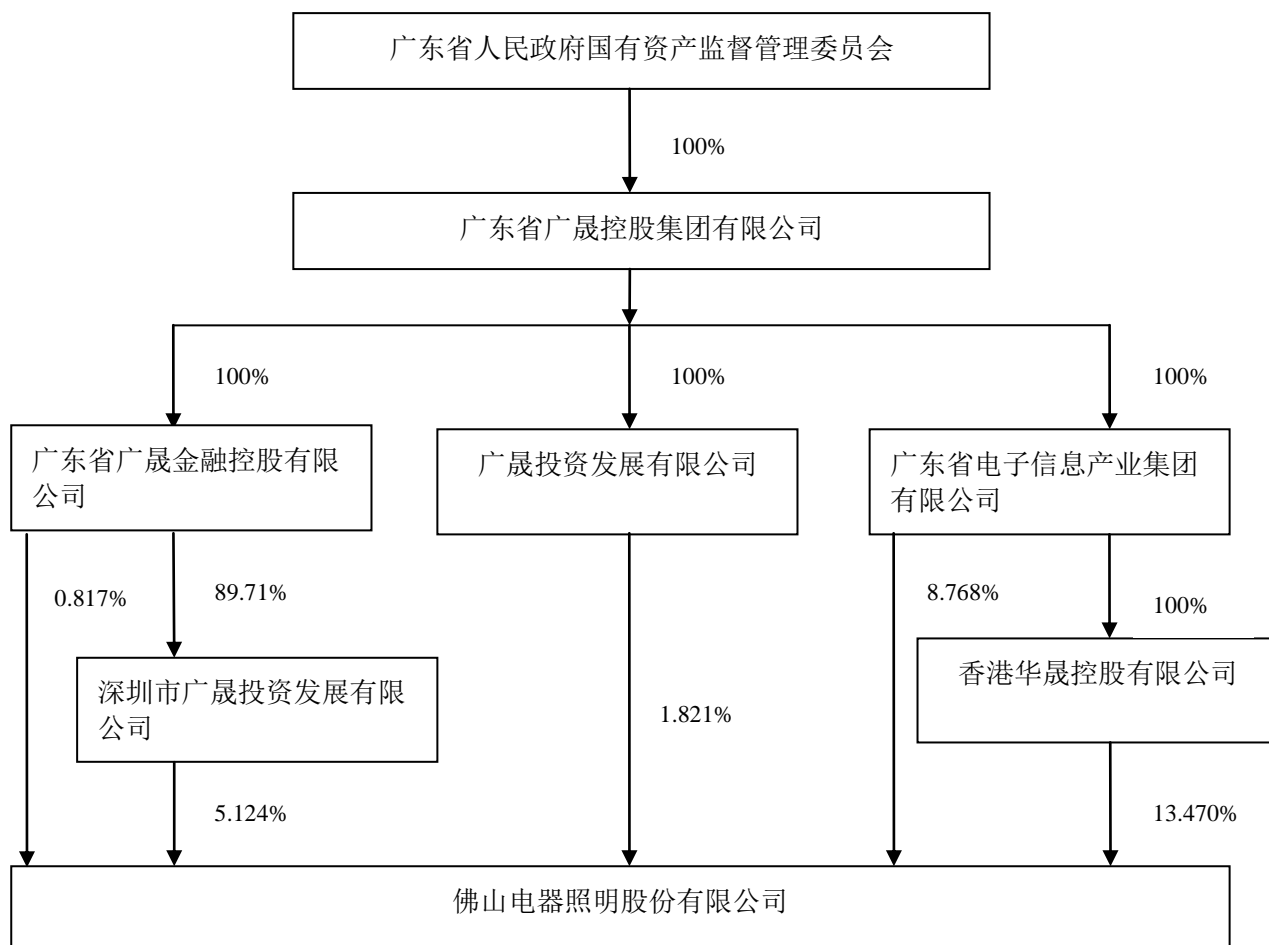 广东省人民政府国有资产监督管理委员会
100%
广东省广晟控股集团有限公司
100%
100%
100%
广东省广晟金融控股有限
公司
广晟投资发展有限公司
广东省电子信息产业集团
有限公司
0.817%
89.71%
8.768%
100%
深圳市广晟投资发展有限
公司
1.821%
香港华晟控股有限公司
5.124%
13.470%
佛山电器照明股份有限公司